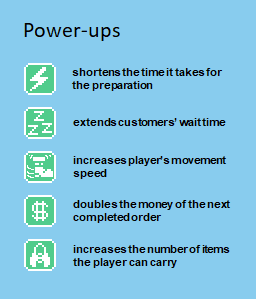 Power-ups
shortens the time it takes for
the preparation
Z Z
Z Z
extends customers' wait time
increases player's movement
speed
$
doubles the money of the next
completed order
increases the number of items
the player can carry